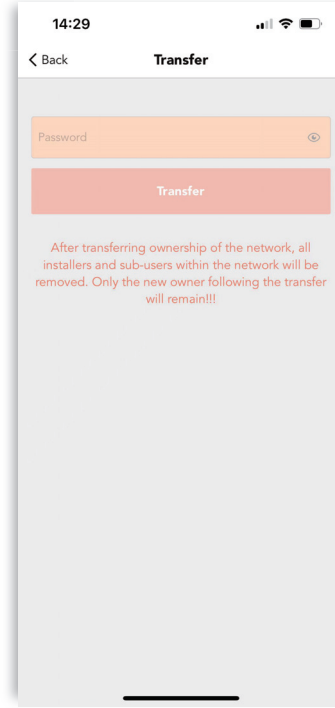 14:29
Back
Transfer
Password
Transfer
After transferring ownership of the network, all
installers and sub-users within the network will be
removed. Only the new owner following the transfer
will remain!!!